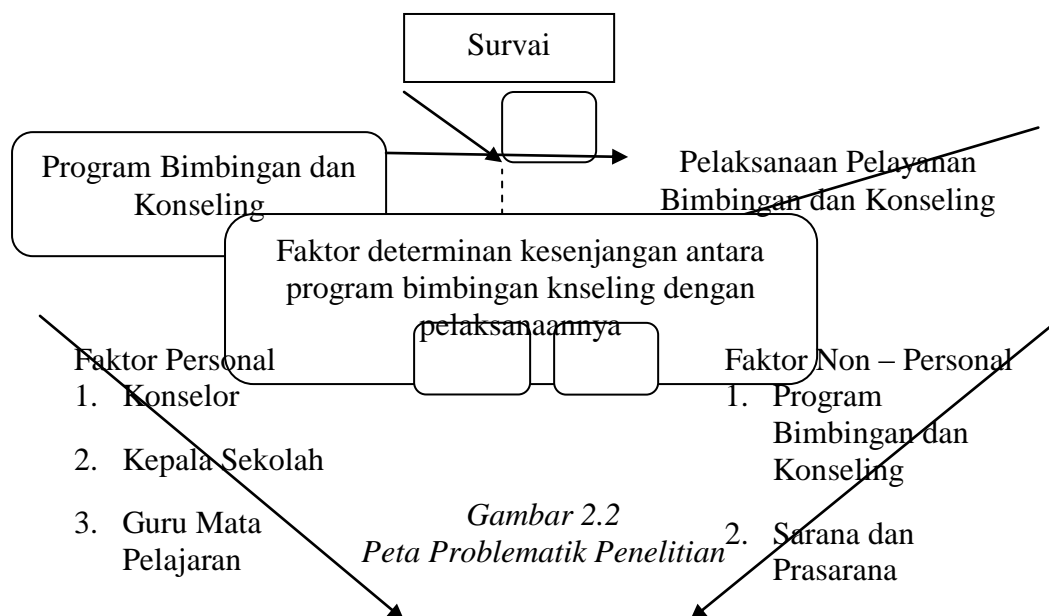 Survai
Program Bimbingan dan
Konseling
Pelaksanaan Pelayanan
Bimbingan dan Konseling
Faktor determinan kesenjangan antara
program bimbingan knseling dengan
pelaksanaannya
Faktor Personal
1. Konselor
2. Kepala Sekolah
3. Guru Mata
Pelajaran
Faktor Non – Personal
1. Program
Bimbingan dan
Konseling
2. Sarana dan
Prasarana
Gambar 2.2
Peta Problematik Penelitian